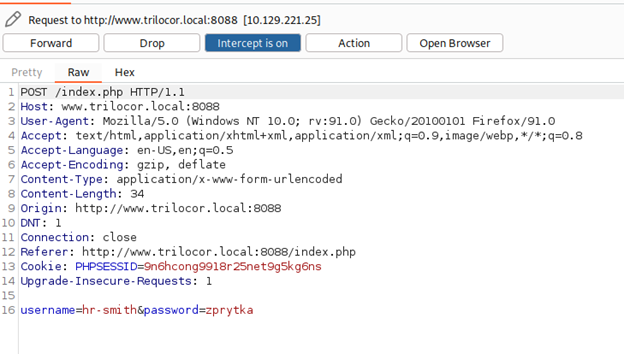 Request to http://www.trilocor.local:8088 [10.129.221.25]
Forward Drop Intercept is on Action Open Browser
Pretty Raw Hex
1 POST /index.php HTTP/1.1
2 Host: www.trilocor.local:8088
3 User-Agent: Mozilla/5.0 (Windows NT 10.0; rv:91.0) Gecko/20100101 Firefox/91.0
4 Accept: text/html,application/xhtml+xml,application/xml;q=0.9,image/webp,*/*;q=0.8
5 Accept-Language: en-US,en;q=0.5
6 Accept-Encoding: gzip, deflate
7 Content-Type: application/x-www-form-urlencoded
8 Content-Length: 34
9 Origin: http://www.trilocor.local:8088
10 DNT: 1
11 Connection: close
12 Referer: http://www.trilocor.local:8088/index.php
13 Cookie: PHPSESSID=9n6hcong9918r25net9g5kg6ns
14 Upgrade-Insecure-Requests: 1
15
16 username=hr-smith&password=zprytka